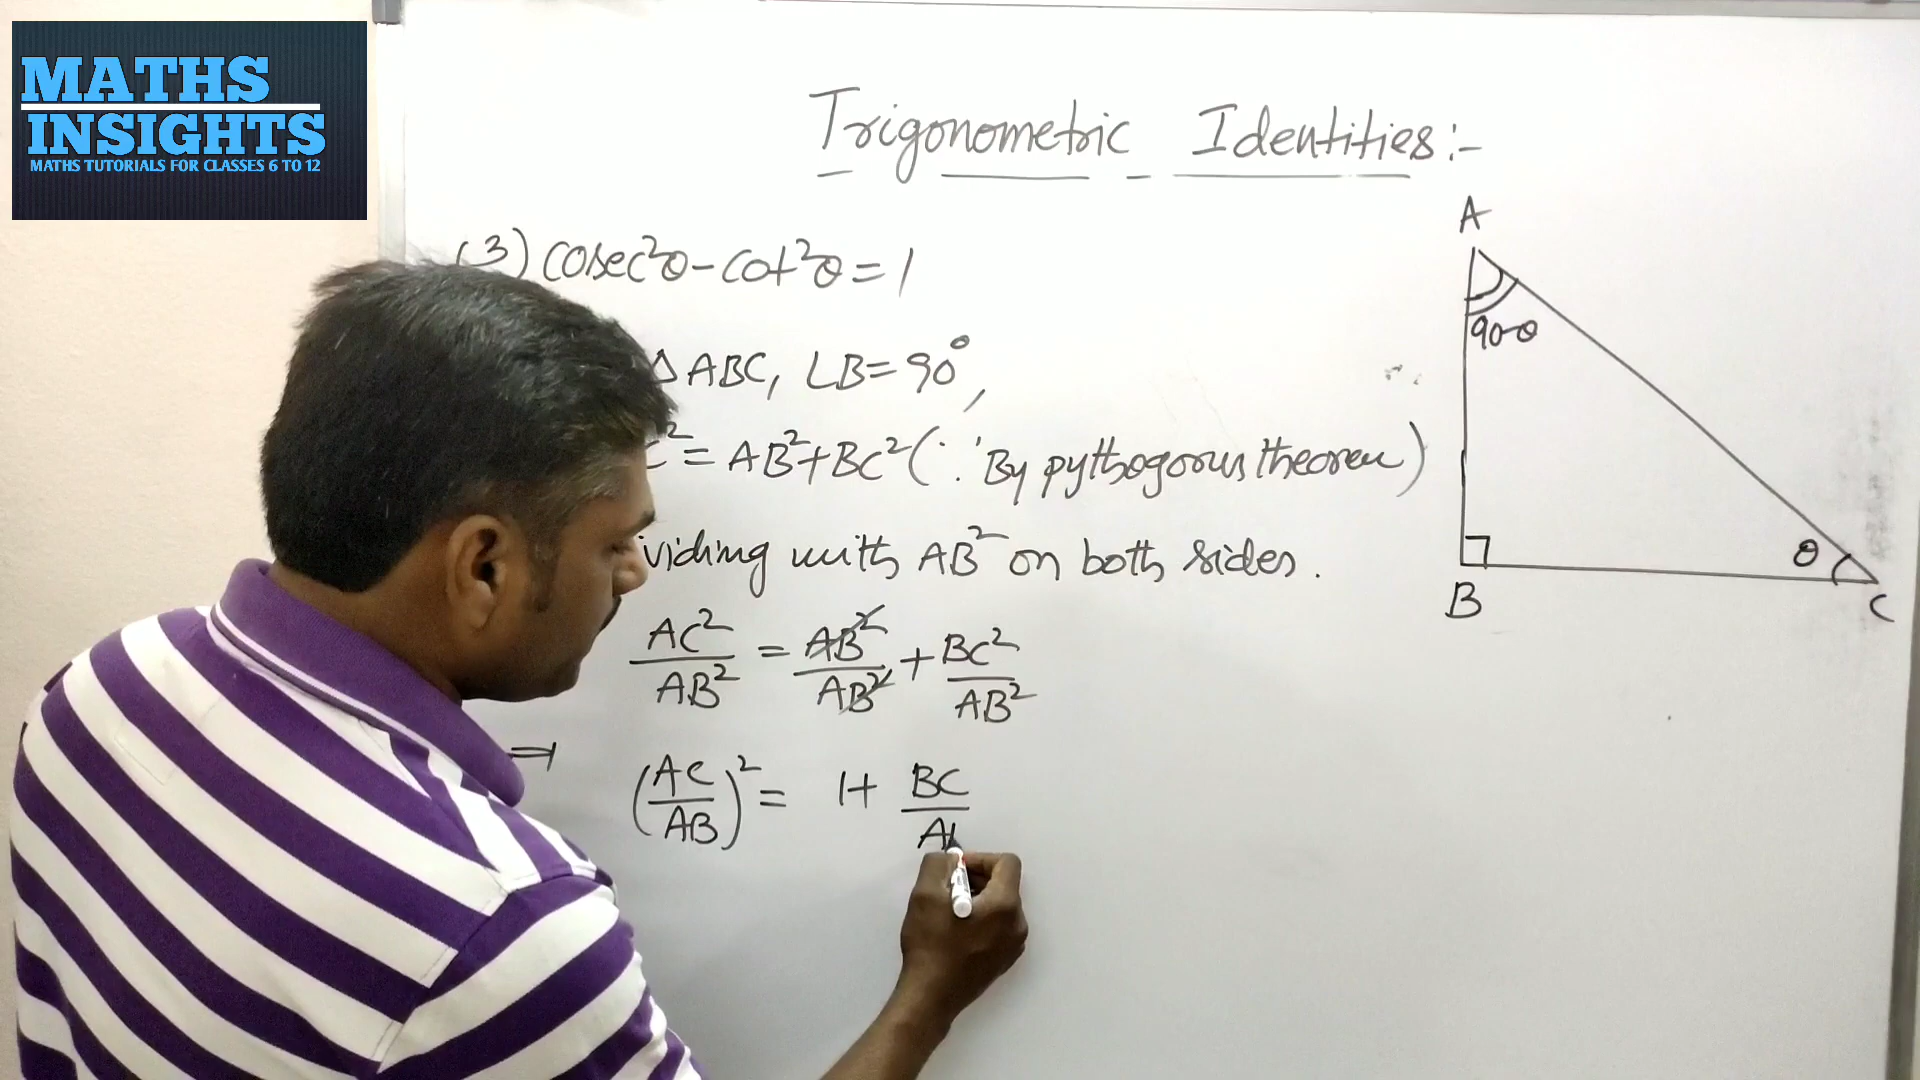 MATHS
INSIGHTS
MATHS TUTORIALS FOR CLASSES 6 TO 12
Trigonometric Identities:-
(3) cosec²θ - cot²θ = 1
Δ ABC, ∠B = 90°,
C² = AB² + BC² (∵ By pythogorus theorem)
viding with AB² on both sides.
AC²/AB² = AB²/AB² + BC²/AB²
⇒ (AC/AB)² = 1 + BC/A
A
90-θ
θ
B
C